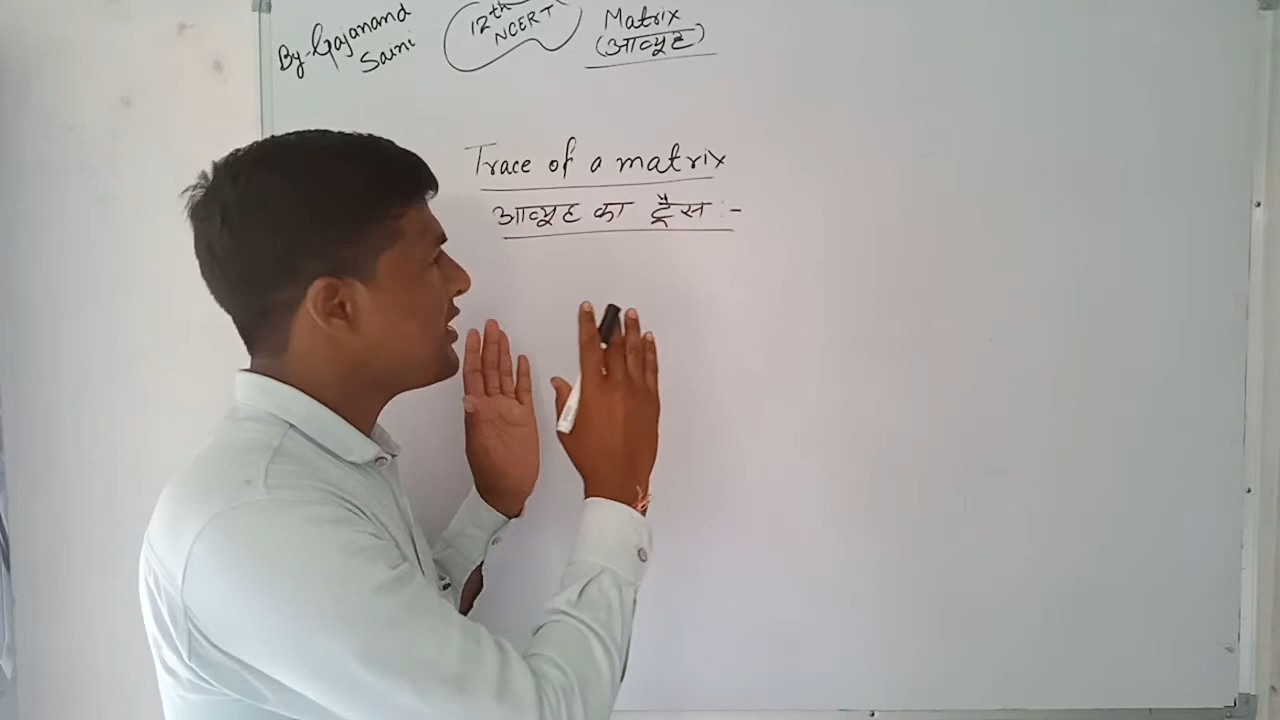 By-Gajanand
Saini
12th
NCERT
Matrix
(आव्यूह)
Trace of a matrix
आव्यूह का ट्रैस :-